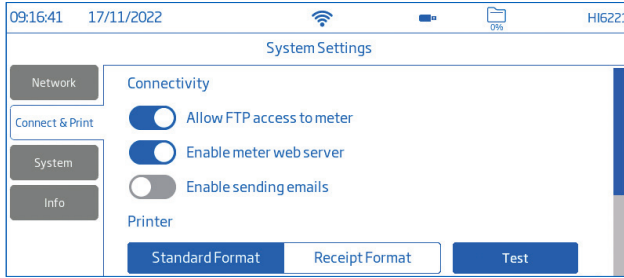 09:16:41 17/11/2022 0% HI6221
System Settings
Network
Connectivity
Allow FTP access to meter
Connect & Print
Enable meter web server
System
Enable sending emails
Info
Printer
Standard Format Receipt Format Test